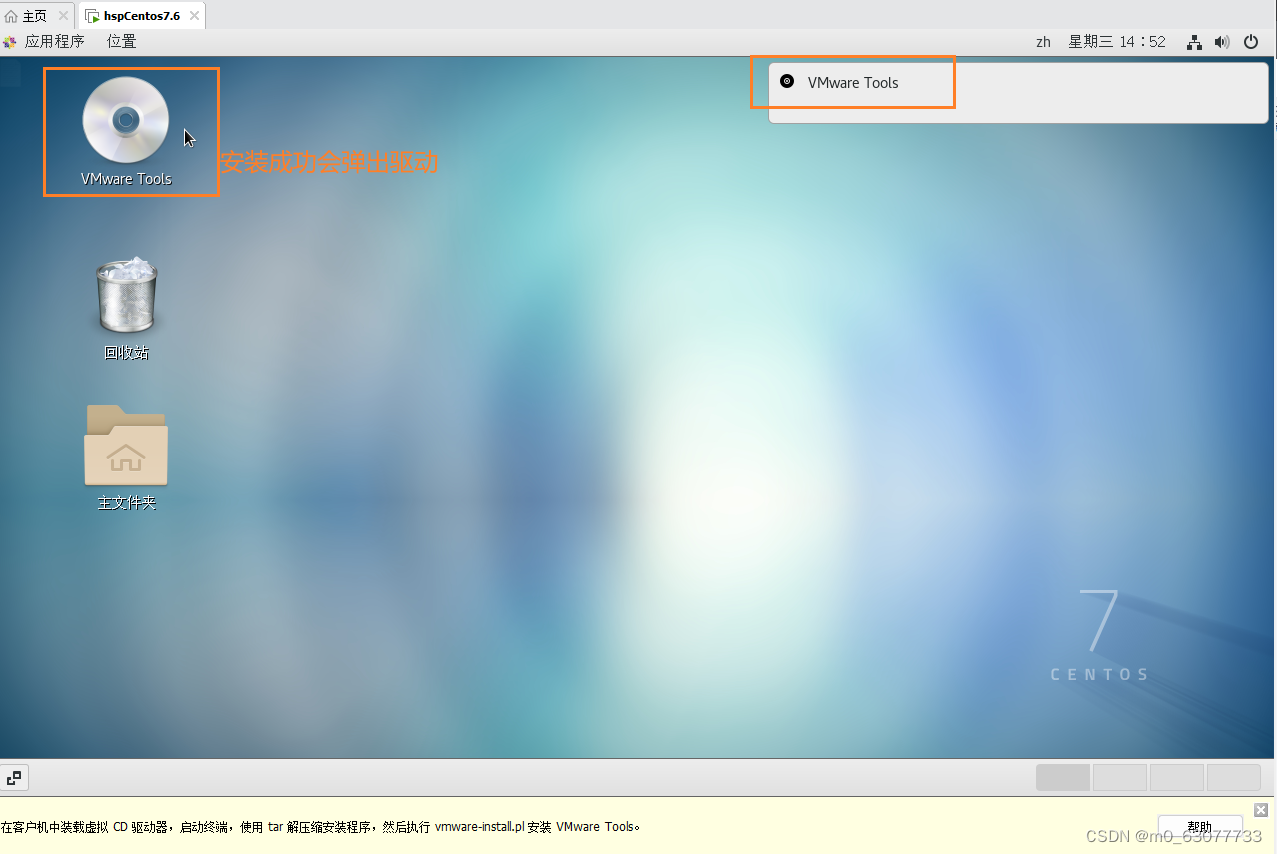 主页
hspCentos7.6
应用程序 位置
zh 星期三 14：52
VMware Tools
VMware Tools
安装成功会弹出驱动
回收站
主文件夹
7
CENTOS
在客户机中装载虚拟 CD 驱动器，启动终端，使用 tar 解压缩安装程序，然后执行 vmware-install.pl 安装 VMware Tools。
帮助
CSDN @m0_63077733